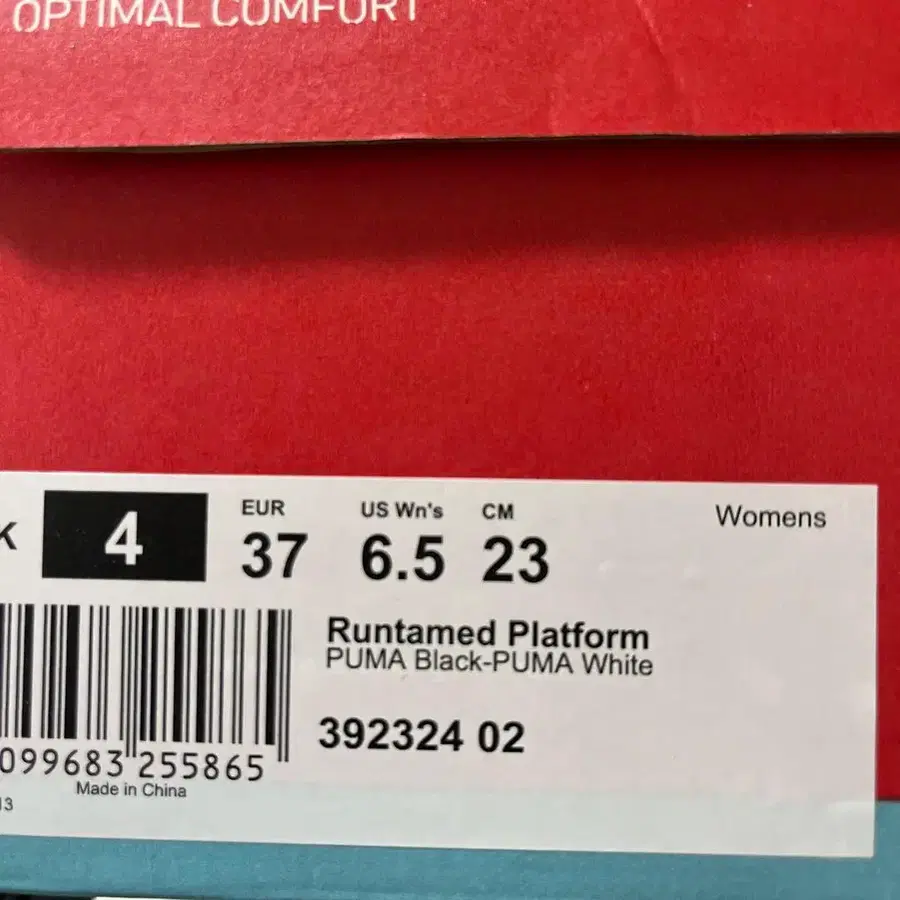 OPTIMAL COMFORT
K 4 EUR 37 US Wn's 6.5 CM 23 Womens
Runtamed Platform
PUMA Black-PUMA White
392324 02
099683 255865
Made in China
13